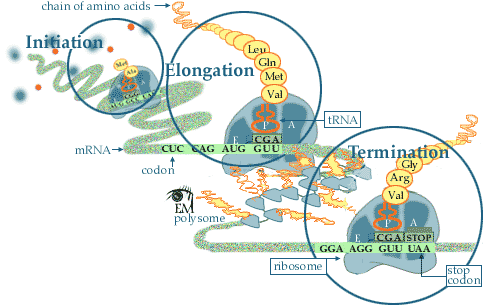 chain of amino acids
Initiation
Met
Ala
Elongation
Leu
Gln
Met
Val
tRNA
P
A
E
CGA
mRNA
CUC CAG AUG GUU
codon
EM
polysome
Termination
Gly
Arg
Val
P
A
E
CGA STOP
GGA AGG GUU UAA
ribosome
stop
codon